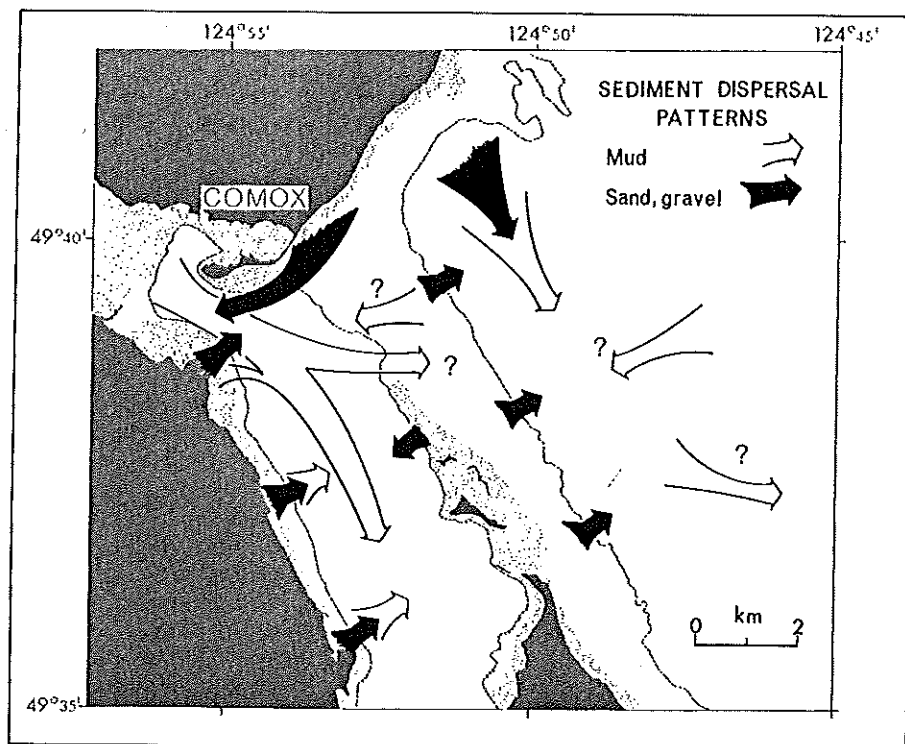 124°55' 124°50' 124°45'
SEDIMENT DISPERSAL
PATTERNS
Mud
Sand, gravel
COMOX
49°40'
?
?
?
?
km
0 2
49°35'